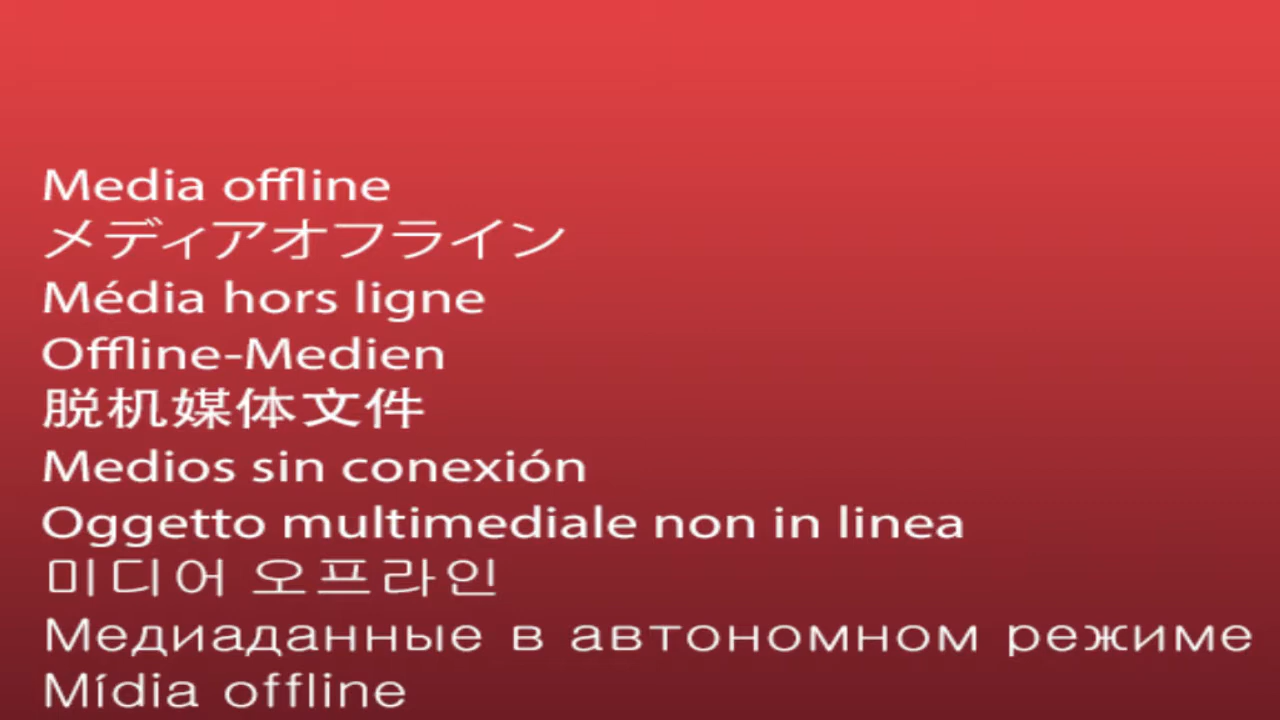 Media offline
メディアオフライン
Média hors ligne
Offline-Medien
脱机媒体文件
Medios sin conexión
Oggetto multimediale non in linea
미디어 오프라인
Медиаданные в автономном режиме
Mídia offline